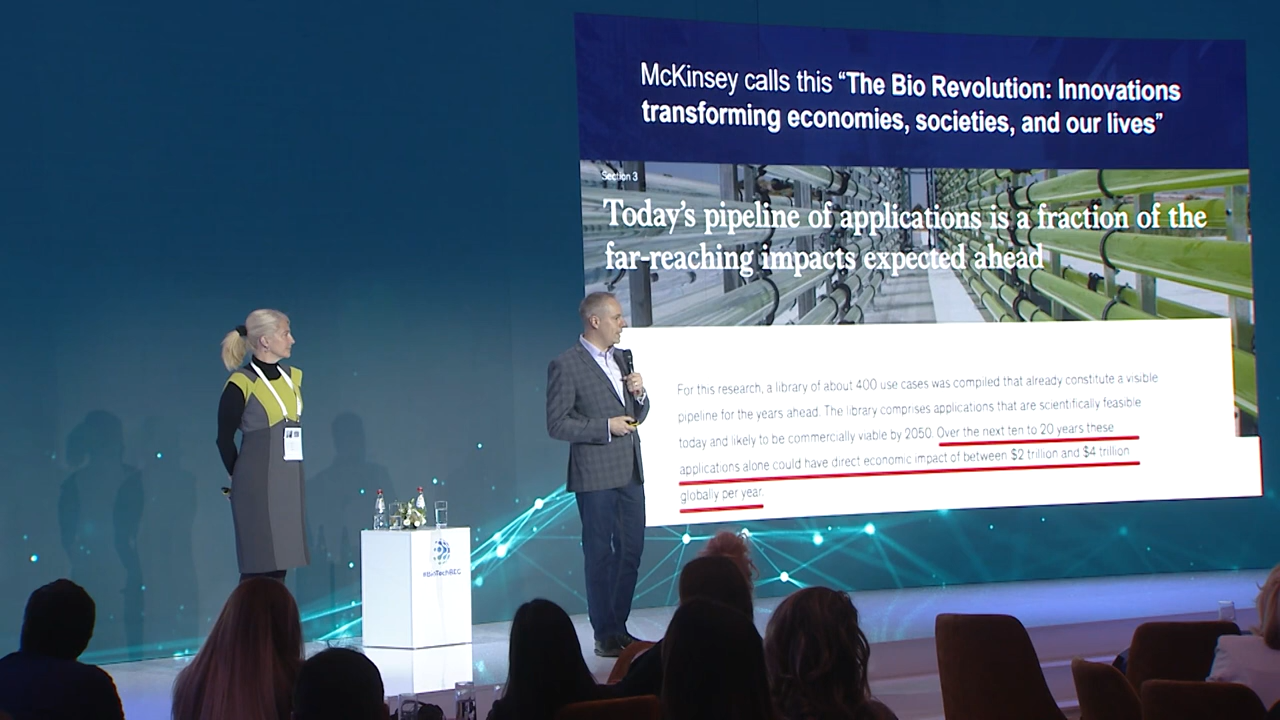 McKinsey calls this “The Bio Revolution: Innovations
transforming economies, societies, and our lives”
Section 3
Today’s pipeline of applications is a fraction of the
far-reaching impacts expected ahead
For this research, a library of about 400 use cases was compiled that already constitute a visible
pipeline for the years ahead. The library comprises applications that are scientifically feasible
today and likely to be commercially viable by 2050. Over the next ten to 20 years these
applications alone could have direct economic impact of between $2 trillion and $4 trillion
globally per year.
#BioTechBEG